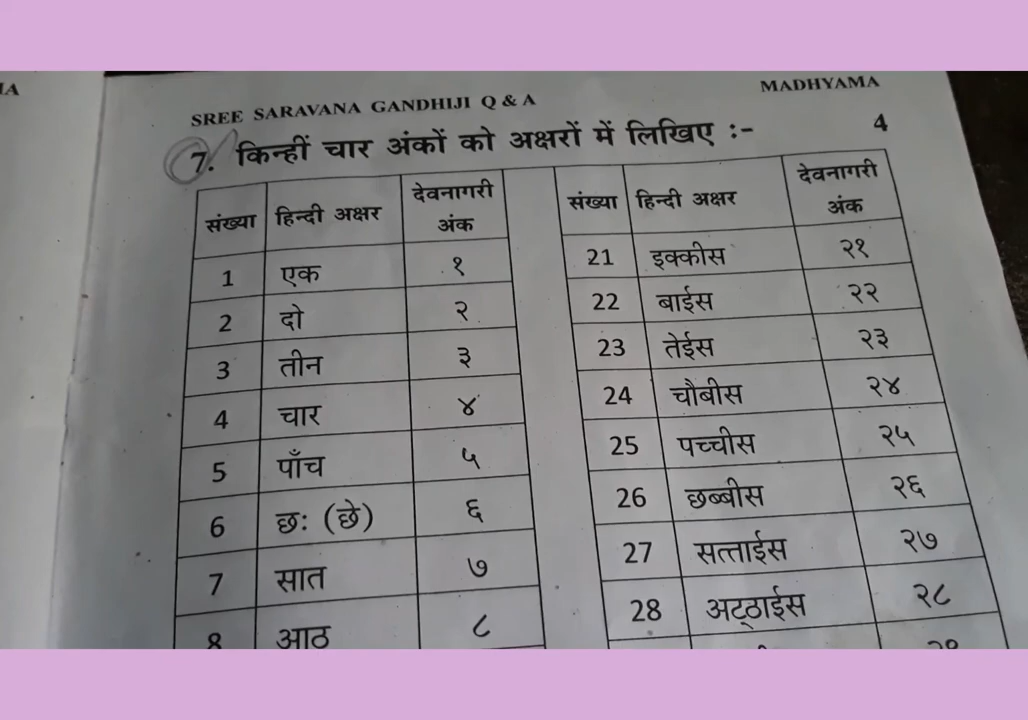 IA
SREE SARAVANA GANDHIJI Q & A
MADHYAMA
7. किन्हीं चार अंकों को अक्षरों में लिखिए :-
4
संख्या हिन्दी अक्षर देवनागरी अंक संख्या हिन्दी अक्षर देवनागरी अंक
1 एक १ 21 इक्कीस २१
2 दो २ 22 बाईस २२
3 तीन ३ 23 तेईस २३
4 चार ४ 24 चौबीस २४
5 पाँच ५ 25 पच्चीस २५
6 छः (छे) ६ 26 छब्बीस २६
7 सात ७ 27 सत्ताईस २७
8 आठ ८ 28 अट्ठाईस २८